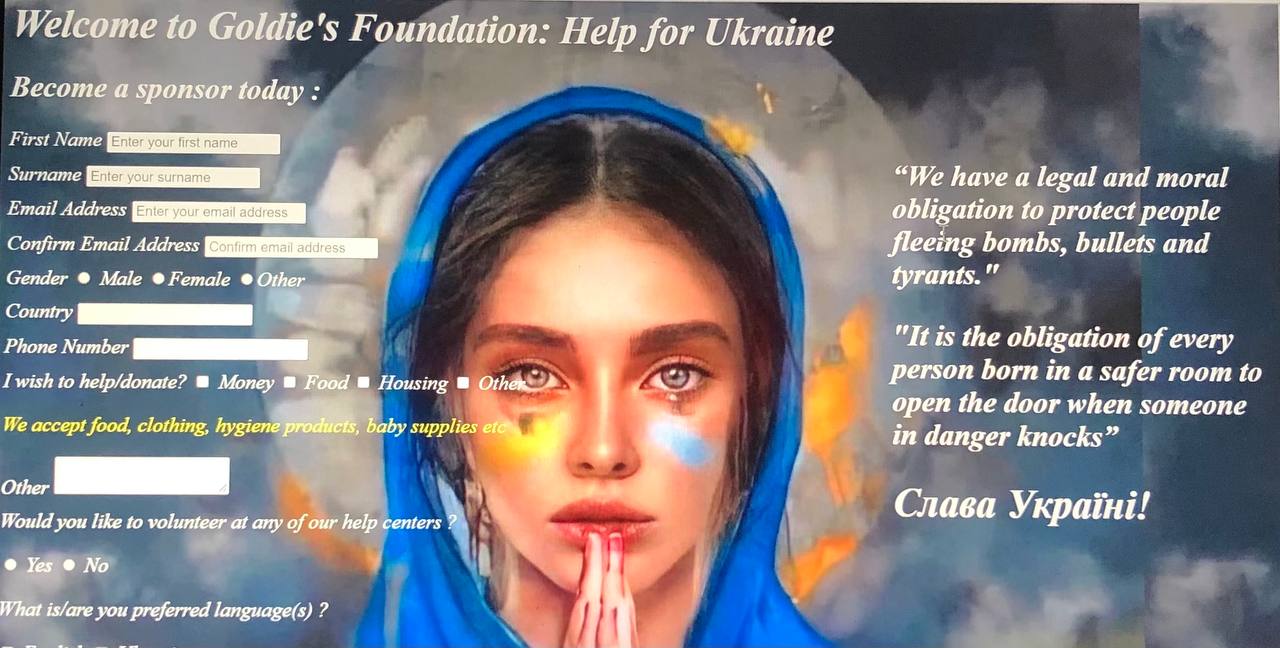 Welcome to Goldie's Foundation: Help for Ukraine
Become a sponsor today :
First Name Enter your first name
Surname Enter your surname
Email Address Enter your email address
Confirm Email Address Confirm email address
Gender Male Female Other
Country
Phone Number
I wish to help/donate? Money Food Housing Other
We accept food, clothing, hygiene products, baby supplies etc
Other
Would you like to volunteer at any of our help centers ?
Yes No
What is/are you preferred language(s) ?
“We have a legal and moral
obligation to protect people
fleeing bombs, bullets and
tyrants."
"It is the obligation of every
person born in a safer room to
open the door when someone
in danger knocks”
Слава Україні!